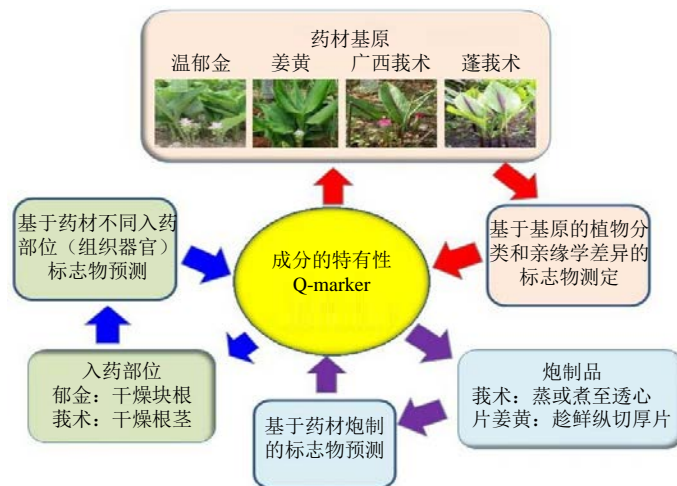 药材基原
温郁金 姜黄 广西莪术 蓬莪术
基于药材不同入药
部位（组织器官）
标志物预测
成分的特有性
Q-marker
基于基原的植物分
类和亲缘学差异的
标志物测定
入药部位
郁金：干燥块根
莪术：干燥根茎
基于药材炮制
的标志物预测
炮制品
莪术：蒸或煮至透心
片姜黄：趁鲜纵切厚片